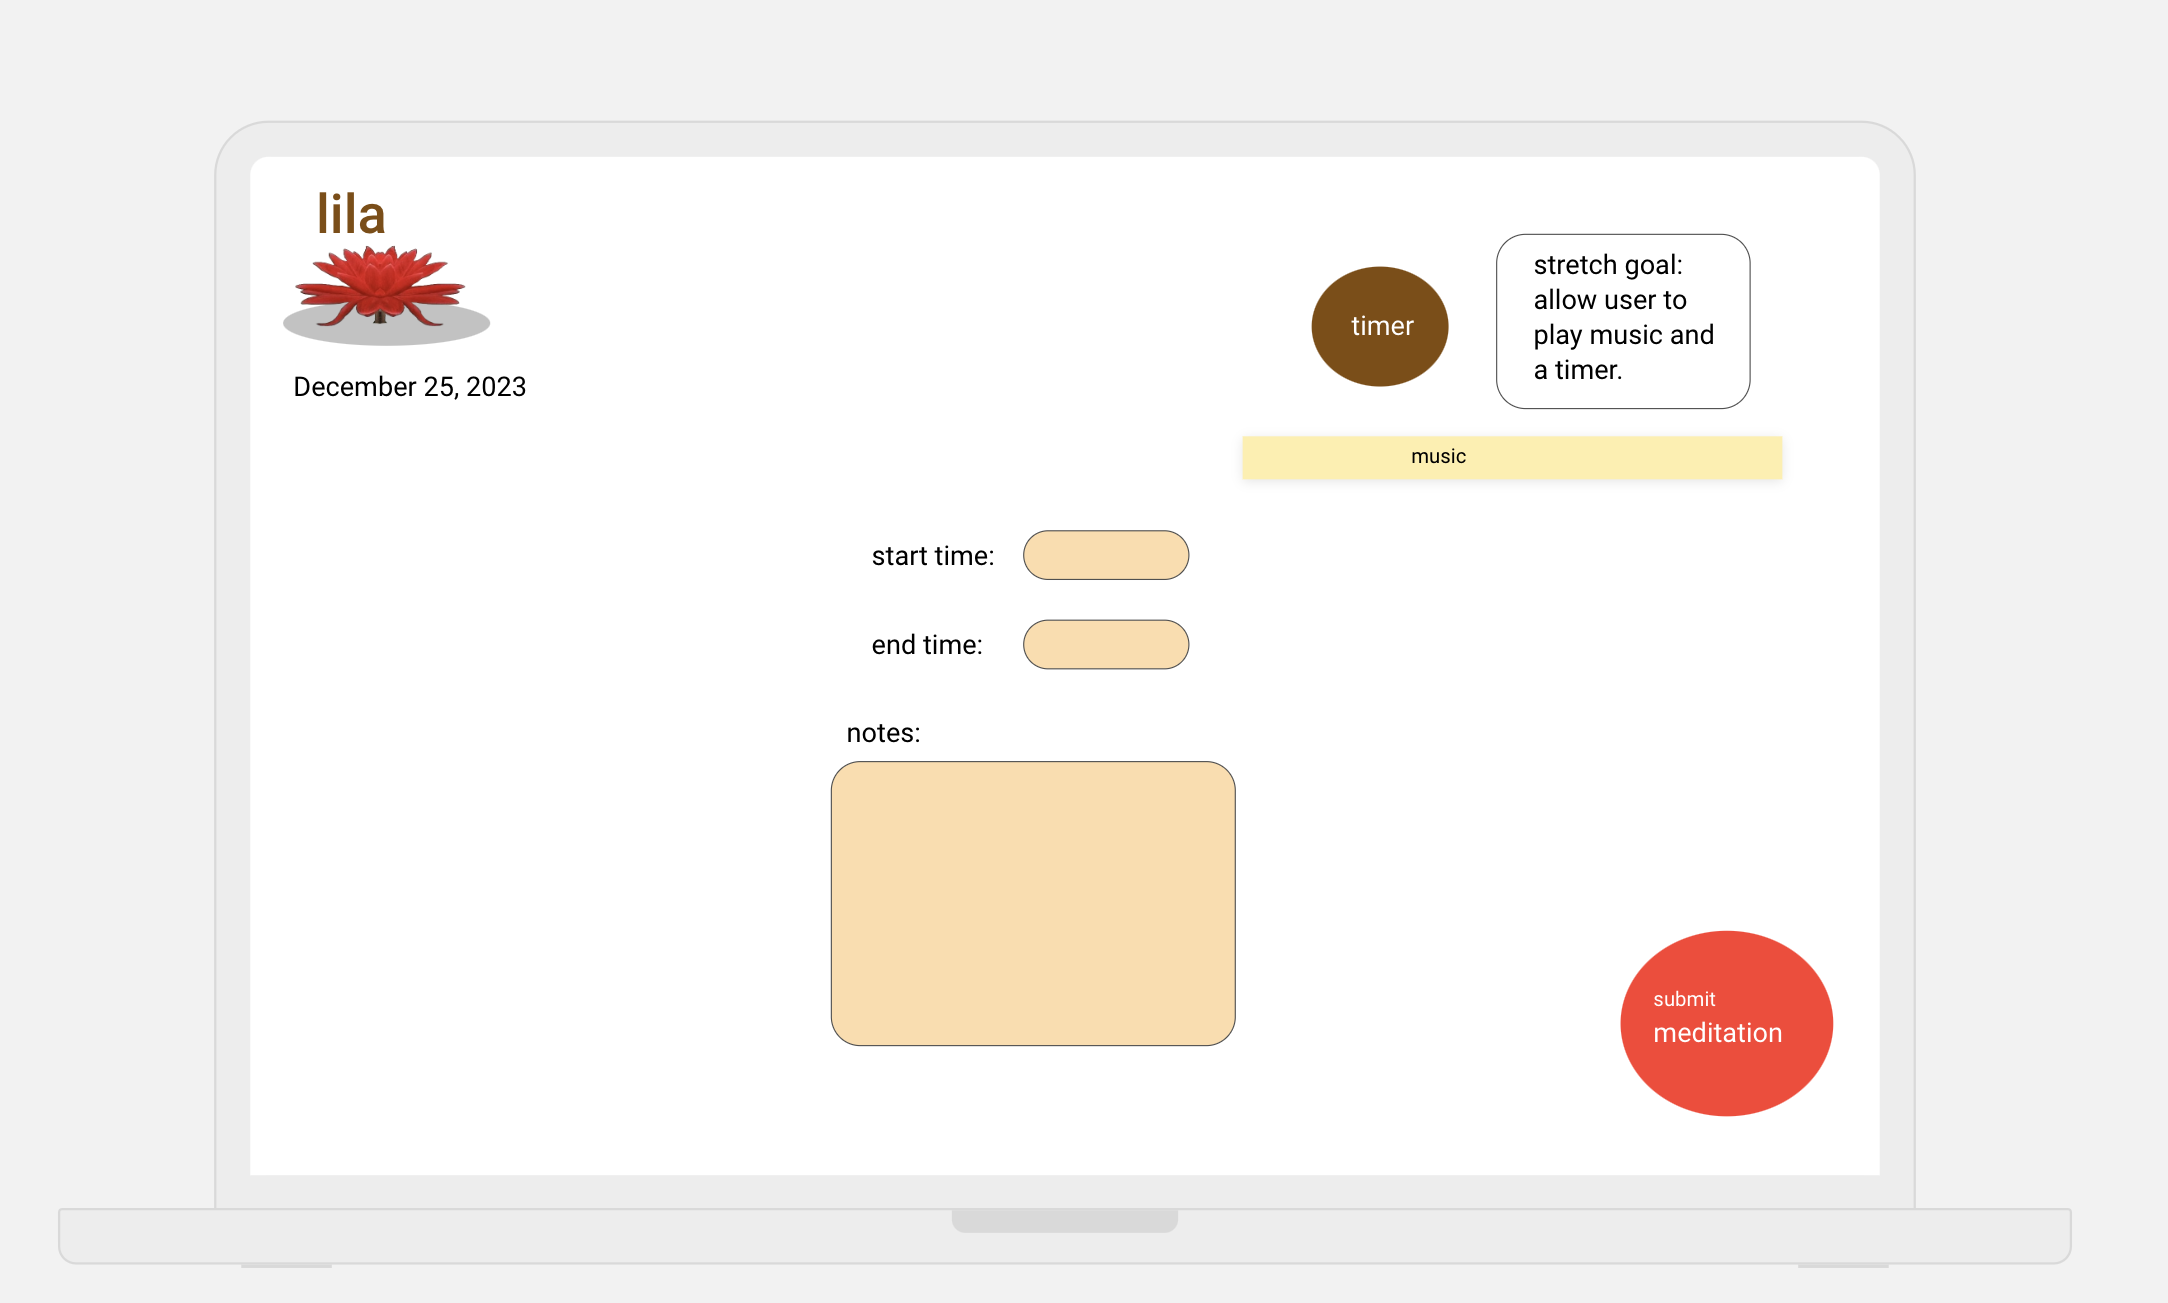 lila
December 25, 2023
timer
stretch goal:
allow user to
play music and
a timer.
music
start time:
end time:
notes:
submit
meditation